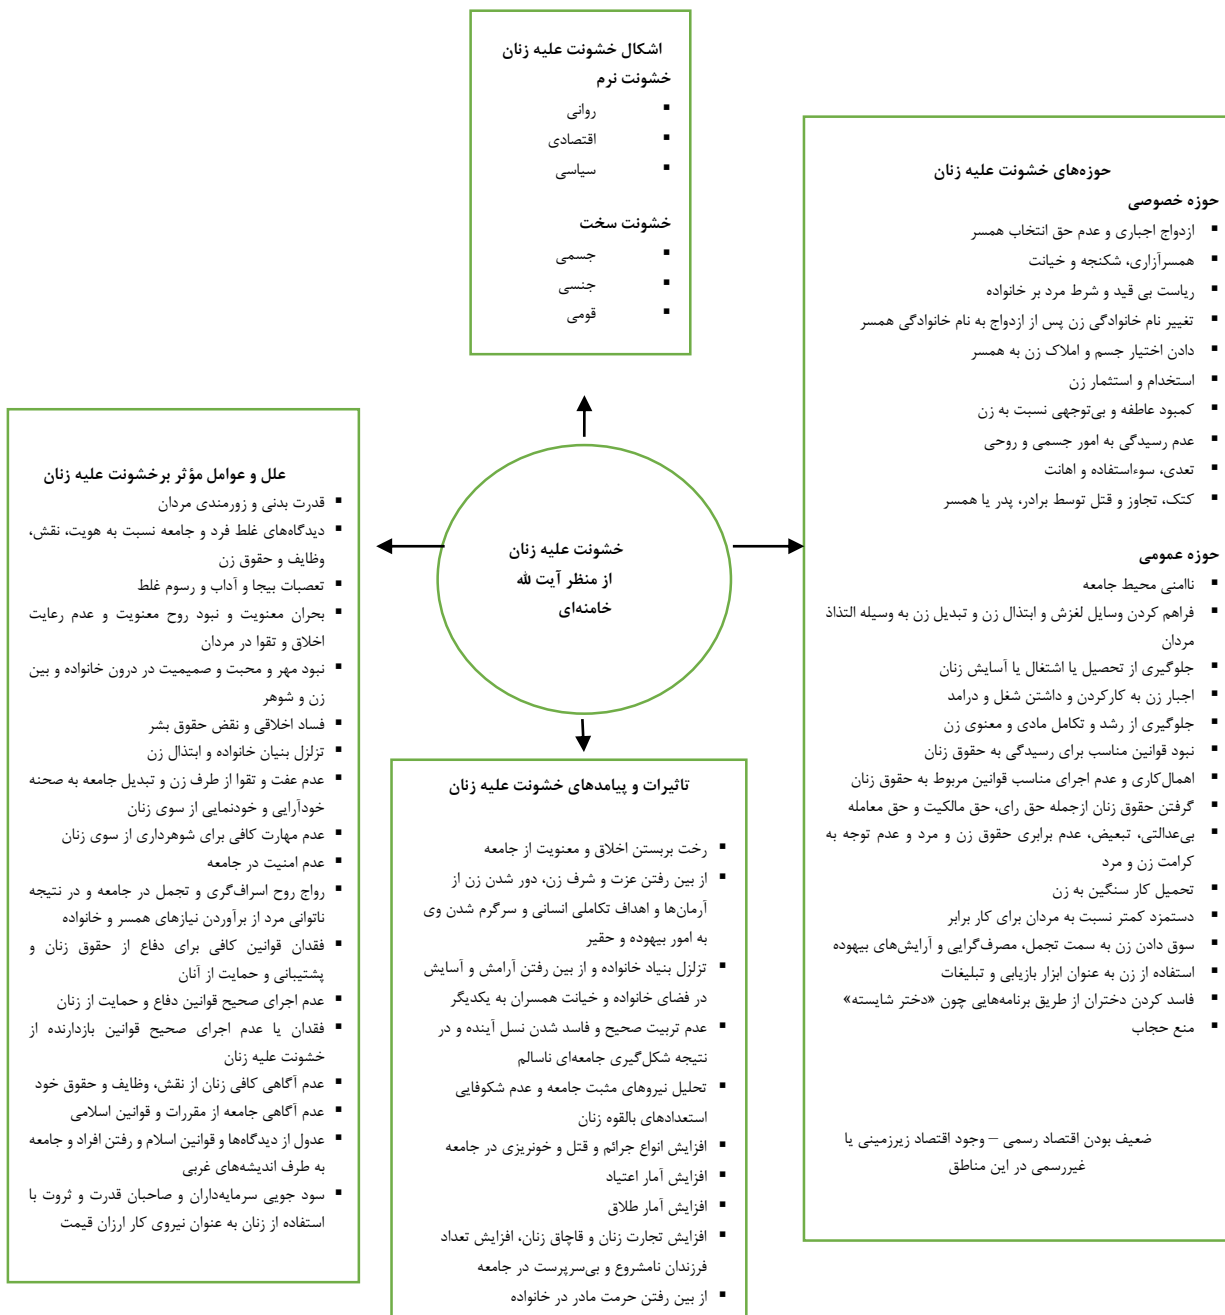 اشکال خشونت علیه زنان
خشونت نرم
▪ روانی
▪ اقتصادی
▪ سیاسی
خشونت سخت
▪ جسمی
▪ جنسی
▪ قومی
حوزه‌های خشونت علیه زنان
حوزه خصوصی
▪ ازدواج اجباری و عدم حق انتخاب همسر
▪ همسرآزاری، شکنجه و خیانت
▪ ریاست بی قید و شرط مرد بر خانواده
▪ تغییر نام خانوادگی زن پس از ازدواج به نام خانوادگی همسر
▪ دادن اختیار جسم و املاک زن به همسر
▪ استخدام و استثمار زن
▪ کمبود عاطفه و بی‌توجهی نسبت به زن
▪ عدم رسیدگی به امور جسمی و روحی
▪ تعدی، سوءاستفاده و اهانت
▪ کتک، تجاوز و قتل توسط برادر، پدر یا همسر
حوزه عمومی
▪ ناامنی محیط جامعه
▪ فراهم کردن وسایل لغزش و ابتذال زن و تبدیل زن به وسیله التذاذ
مردان
▪ جلوگیری از تحصیل یا اشتغال یا آسایش زنان
▪ اجبار زن به کارکردن و داشتن شغل و درامد
▪ جلوگیری از رشد و تکامل مادی و معنوی زن
▪ نبود قوانین مناسب برای رسیدگی به حقوق زنان
▪ اهمال‌کاری و عدم اجرای مناسب قوانین مربوط به حقوق زنان
▪ گرفتن حقوق زنان ازجمله حق رای، حق مالکیت و حق معامله
▪ بی‌عدالتی، تبعیض، عدم برابری حقوق زن و مرد و عدم توجه به
کرامت زن و مرد
▪ تحمیل کار سنگین به زن
▪ دستمزد کمتر نسبت به مردان برای کار برابر
▪ سوق دادن زن به سمت تجمل، مصرف‌گرایی و آرایش‌های بیهوده
▪ استفاده از زن به عنوان ابزار بازیابی و تبلیغات
▪ فاسد کردن دختران از طریق برنامه‌هایی چون «دختر شایسته»
▪ منع حجاب
ضعیف بودن اقتصاد رسمی – وجود اقتصاد زیرزمینی یا
غیررسمی در این مناطق
خشونت علیه زنان
از منظر آیت الله
خامنه‌ای
علل و عوامل مؤثر برخشونت علیه زنان
▪ قدرت بدنی و زورمندی مردان
▪ دیدگاه‌های غلط فرد و جامعه نسبت به هویت، نقش،
وظایف و حقوق زن
▪ تعصبات بیجا و آداب و رسوم غلط
▪ بحران معنویت و نبود روح معنویت و عدم رعایت
اخلاق و تقوا در مردان
▪ نبود مهر و محبت و صمیمیت در درون خانواده و بین
زن و شوهر
▪ فساد اخلاقی و نقض حقوق بشر
▪ تزلزل بنیان خانواده و ابتذال زن
▪ عدم عفت و تقوا از طرف زن و تبدیل جامعه به صحنه
خودآرایی و خودنمایی از سوی زنان
▪ عدم مهارت کافی برای شوهرداری از سوی زنان
▪ عدم امنیت در جامعه
▪ رواج روح اسراف‌گری و تجمل در جامعه و در نتیجه
ناتوانی مرد از برآوردن نیازهای همسر و خانواده
▪ فقدان قوانین کافی برای دفاع از حقوق زنان و
پشتیبانی و حمایت از آنان
▪ عدم اجرای صحیح قوانین دفاع و حمایت از زنان
▪ فقدان یا عدم اجرای صحیح قوانین بازدارنده از
خشونت علیه زنان
▪ عدم آگاهی کافی زنان از نقش، وظایف و حقوق خود
▪ عدم آگاهی جامعه از مقررات و قوانین اسلامی
▪ عدول از دیدگاه‌ها و قوانین اسلام و رفتن افراد و جامعه
به طرف اندیشه‌های غربی
▪ سود جویی سرمایه‌داران و صاحبان قدرت و ثروت با
استفاده از زنان به عنوان نیروی کار ارزان قیمت
تاثیرات و پیامدهای خشونت علیه زنان
▪ رخت بربستن اخلاق و معنویت از جامعه
▪ از بین رفتن عزت و شرف زن، دور شدن زن از
آرمان‌ها و اهداف تکاملی انسانی و سرگرم شدن وی
به امور بیهوده و حقیر
▪ تزلزل بنیاد خانواده و از بین رفتن آرامش و آسایش
در فضای خانواده و خیانت همسران به یکدیگر
▪ عدم تربیت صحیح و فاسد شدن نسل آینده و در
نتیجه شکل‌گیری جامعه‌ای ناسالم
▪ تحلیل نیروهای مثبت جامعه و عدم شکوفایی
استعدادهای بالقوه زنان
▪ افزایش انواع جرائم و قتل و خونریزی در جامعه
▪ افزایش آمار اعتیاد
▪ افزایش آمار طلاق
▪ افزایش تجارت زنان و قاچاق زنان، افزایش تعداد
فرزندان نامشروع و بی‌سرپرست در جامعه
▪ از بین رفتن حرمت مادر در خانواده